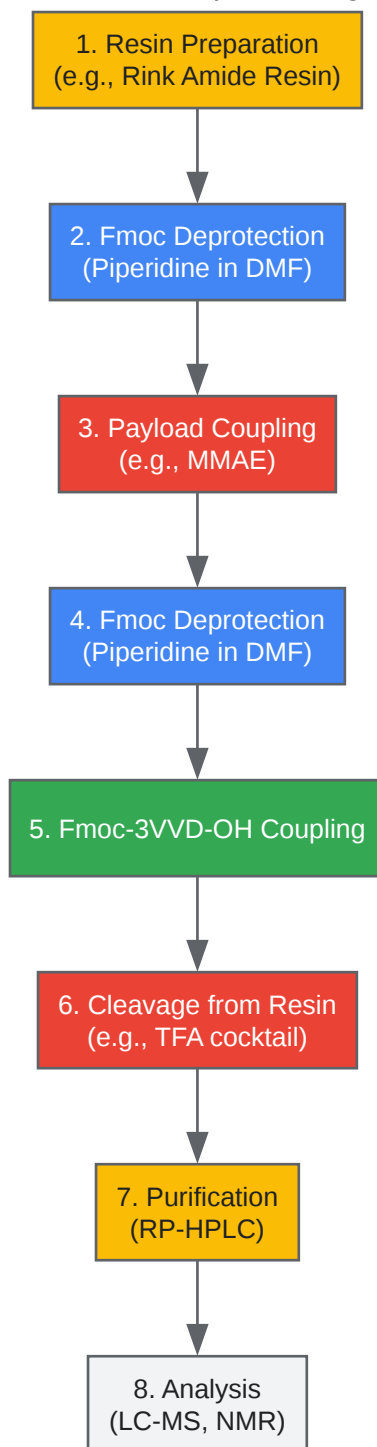 1. Resin Preparation
(e.g., Rink Amide Resin)
2. Fmoc Deprotection
(Piperidine in DMF)
3. Payload Coupling
(e.g., MMAE)
4. Fmoc Deprotection
(Piperidine in DMF)
5. Fmoc-3VVD-OH Coupling
6. Cleavage from Resin
(e.g., TFA cocktail)
7. Purification
(RP-HPLC)
8. Analysis
(LC-MS, NMR)